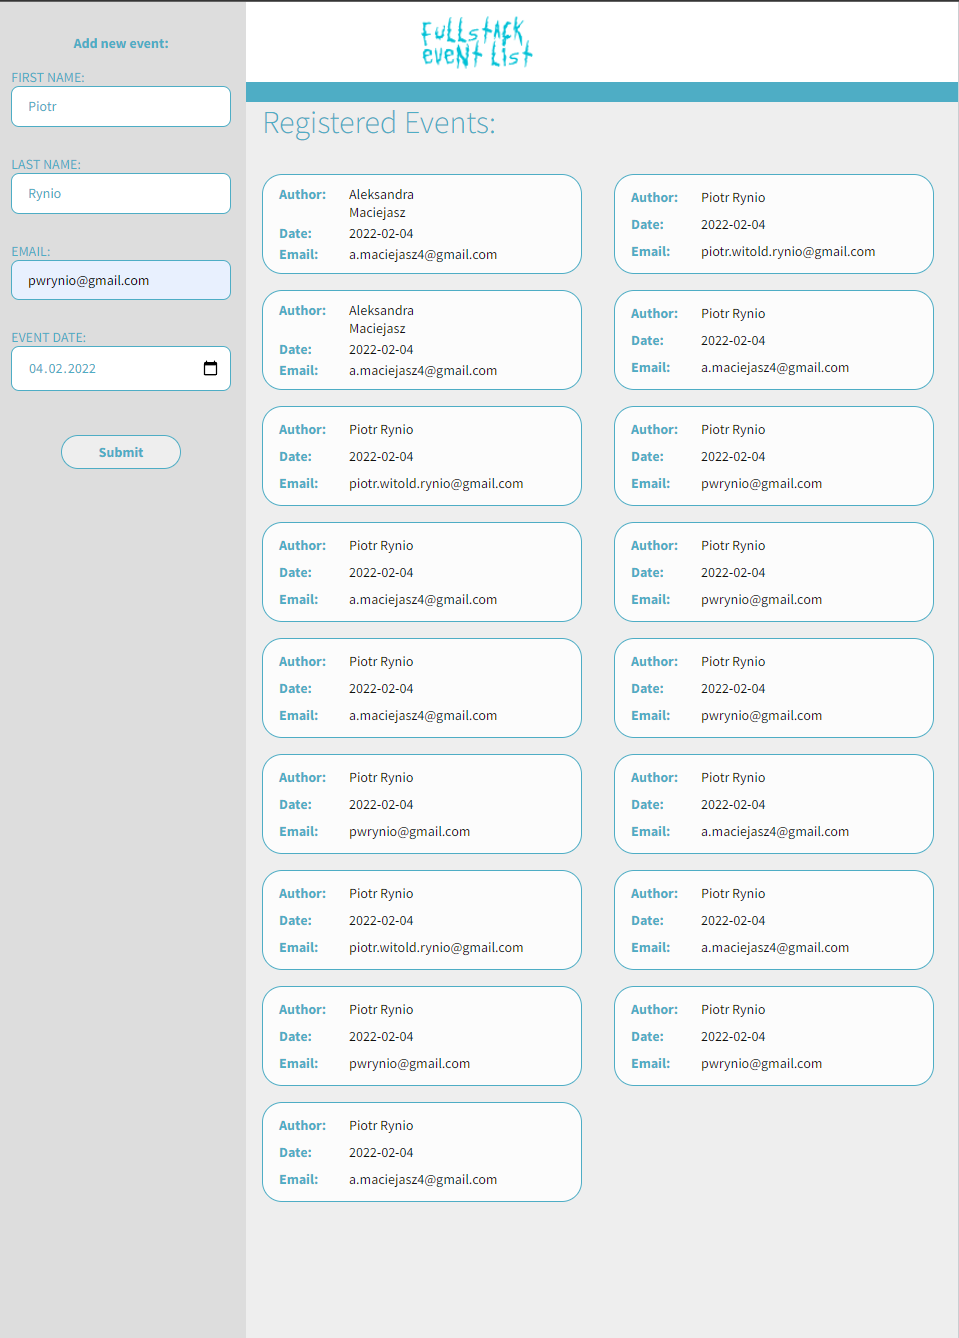 Add new event:
FIRST NAME:
Piotr
LAST NAME:
Rynio
EMAIL:
pwrynio@gmail.com
EVENT DATE:
04.02.2022
Submit
FULLstACK
eveNt List
Registered Events:
Author: Aleksandra
Maciejasz
Date: 2022-02-04
Email: a.maciejasz4@gmail.com
Author: Piotr Rynio
Date: 2022-02-04
Email: piotr.witold.rynio@gmail.com
Author: Aleksandra
Maciejasz
Date: 2022-02-04
Email: a.maciejasz4@gmail.com
Author: Piotr Rynio
Date: 2022-02-04
Email: a.maciejasz4@gmail.com
Author: Piotr Rynio
Date: 2022-02-04
Email: piotr.witold.rynio@gmail.com
Author: Piotr Rynio
Date: 2022-02-04
Email: pwrynio@gmail.com
Author: Piotr Rynio
Date: 2022-02-04
Email: a.maciejasz4@gmail.com
Author: Piotr Rynio
Date: 2022-02-04
Email: pwrynio@gmail.com
Author: Piotr Rynio
Date: 2022-02-04
Email: a.maciejasz4@gmail.com
Author: Piotr Rynio
Date: 2022-02-04
Email: pwrynio@gmail.com
Author: Piotr Rynio
Date: 2022-02-04
Email: pwrynio@gmail.com
Author: Piotr Rynio
Date: 2022-02-04
Email: a.maciejasz4@gmail.com
Author: Piotr Rynio
Date: 2022-02-04
Email: piotr.witold.rynio@gmail.com
Author: Piotr Rynio
Date: 2022-02-04
Email: a.maciejasz4@gmail.com
Author: Piotr Rynio
Date: 2022-02-04
Email: pwrynio@gmail.com
Author: Piotr Rynio
Date: 2022-02-04
Email: pwrynio@gmail.com
Author: Piotr Rynio
Date: 2022-02-04
Email: a.maciejasz4@gmail.com